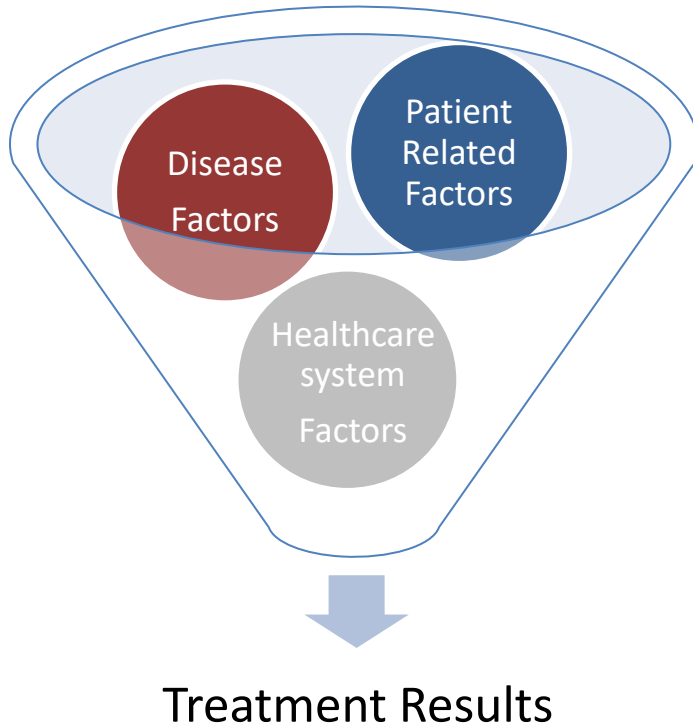 Disease
Factors
Patient
Related
Factors
Healthcare
system
Factors
Treatment Results